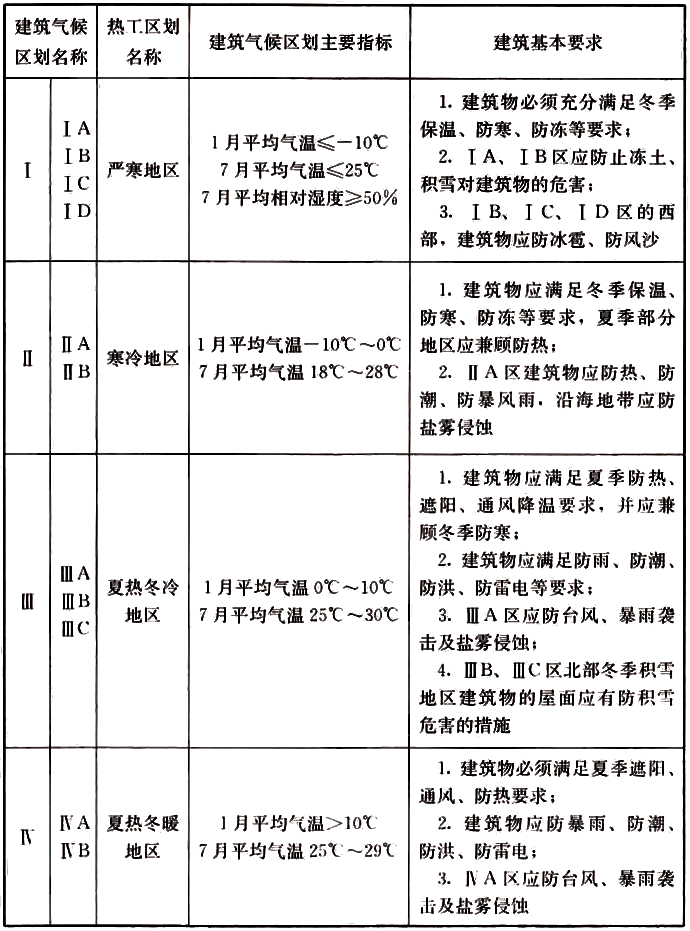 建筑气候
区划名称
热工区划
名称
建筑气候区划主要指标
建筑基本要求
Ⅰ
ⅠA
ⅠB
ⅠC
ⅠD
严寒地区
1月平均气温≤−10℃
7月平均气温≤25℃
7月平均相对湿度≥50%
1. 建筑物必须充分满足冬季
保温、防寒、防冻等要求；
2. ⅠA、ⅠB区应防止冻土、
积雪对建筑物的危害；
3. ⅠB、ⅠC、ⅠD区的西
部，建筑物应防冰雹、防风沙
Ⅱ
ⅡA
ⅡB
寒冷地区
1月平均气温−10℃～0℃
7月平均气温18℃～28℃
1. 建筑物应满足冬季保温、
防寒、防冻等要求，夏季部分
地区应兼顾防热；
2. ⅡA区建筑物应防热、防
潮、防暴风雨，沿海地带应防
盐雾侵蚀
Ⅲ
ⅢA
ⅢB
ⅢC
夏热冬冷
地区
1月平均气温0℃～10℃
7月平均气温25℃～30℃
1. 建筑物应满足夏季防热、
遮阳、通风降温要求，并应兼
顾冬季防寒；
2. 建筑物应满足防雨、防潮、
防洪、防雷电等要求；
3. ⅢA区应防台风、暴雨袭
击及盐雾侵蚀；
4. ⅢB、ⅢC区北部冬季积雪
地区建筑物的屋面应有防积雪
危害的措施
Ⅳ
ⅣA
ⅣB
夏热冬暖
地区
1月平均气温>10℃
7月平均气温25℃～29℃
1. 建筑物必须满足夏季遮阳、
通风、防热要求；
2. 建筑物应防暴雨、防潮、
防洪、防雷电；
3. ⅣA区应防台风、暴雨袭
击及盐雾侵蚀